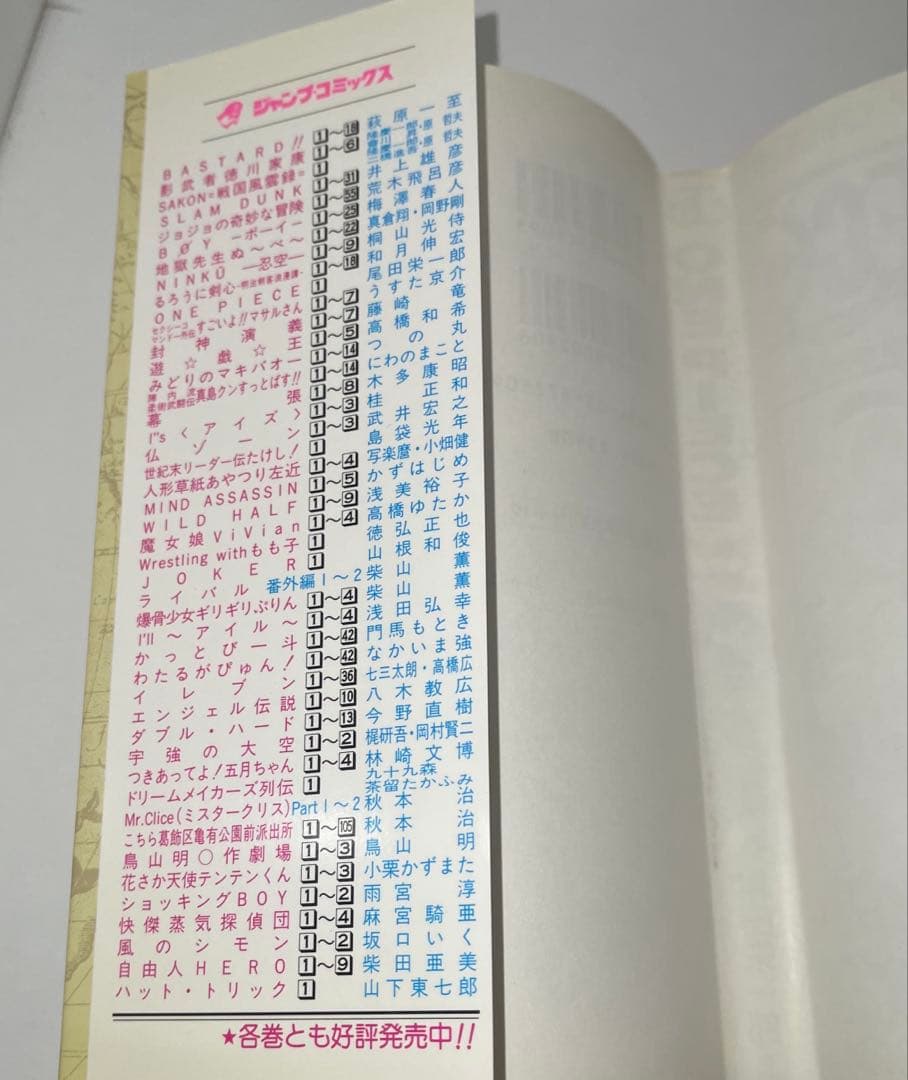 ジャンプ・コミックス
BASTARD!! 1〜18 萩原一至
影武者徳川家康 1〜6 隆慶一郎・原哲夫 會川昇
SAKON=戦国風雲録= 1 隆慶一郎・原哲夫 二橋進吾
SLAM DUNK 1〜31 井上雄彦
ジョジョの奇妙な冒険 1〜55 荒木飛呂彦
BØY −ボーイ− 1〜25 梅澤春人
地獄先生ぬ〜べ〜 1〜22 真倉翔・岡野剛
NINKŪ —忍空— 1〜9 桐山光侍
るろうに剣心-明治剣客浪漫譚- 1〜18 和月伸宏
ONE PIECE 1 尾田栄一郎
セクシーコマンドー外伝すごいよ!!マサルさん 1〜7 うすた京介
封神演義 1〜7 藤崎竜
遊☆戯☆王 1〜5 高橋和希
みどりのマキバオー 1〜14 つの丸
陣内流柔術武闘伝真島クンすっとばす!! 1〜14 にわのまこと
幕張 1〜8 木多康昭
I"s〈アイズ〉 1〜3 桂正和
仏ゾーン 1〜3 武井宏之
世紀末リーダー伝たけし! 1 島袋光年
人形草紙あやつり左近 1〜4 写楽麿・小畑健
MIND ASSASSIN 1〜5 かずはじめ
WILD HALF 1〜9 浅美裕子
魔女娘ViVian 1〜4 高橋ゆたか
Wrestling withもも子 1 徳弘正也
JOKER 1 山根和俊
ライバル 番外編1〜2 柴山薫
爆骨少女ギリギリぷりん 1〜4 柴山薫
I'll 〜アイル〜 1〜4 浅田弘幸
かっとび一斗 1〜42 門馬もとき
わたるがぴゅん! 1〜42 なかいま強
イレブン 1〜36 七三太朗・高橋広
エンジェル伝説 1〜10 八木教広
ダブル・ハード 1〜13 今野直樹
宇強の大空 1〜2 梶研吾・岡村賢二
つきあってよ!五月ちゃん 1〜4 林崎文博
ドリームメイカーズ列伝 1 九十九森 茶留たかふみ
Mr.Clice(ミスタークリス) Part1〜2 秋本治
こちら葛飾区亀有公園前派出所 1〜105 秋本治
鳥山明○作劇場 1〜3 鳥山明
花さか天使テンテンくん 1〜3 小栗かずまた
ショッキングBOY 1〜2 雨宮淳
快傑蒸気探偵団 1〜4 麻宮騎亜
風のシモン 1〜2 坂口いく
自由人HERO 1〜9 柴田亜美
ハット・トリック 1 山下東七郎
★各巻とも好評発売中!!